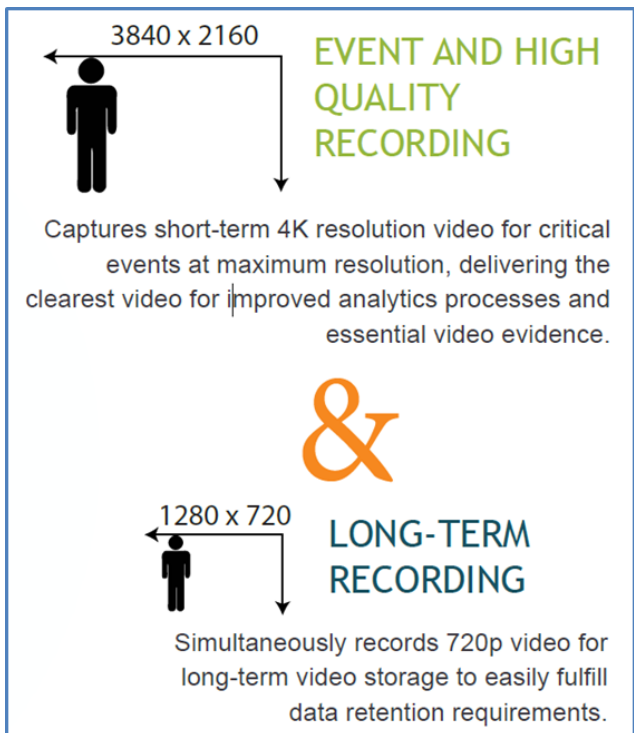 3840 x 2160
EVENT AND HIGH
QUALITY
RECORDING
Captures short-term 4K resolution video for critical
events at maximum resolution, delivering the
clearest video for improved analytics processes and
essential video evidence.
&
1280 x 720
LONG-TERM
RECORDING
Simultaneously records 720p video for
long-term video storage to easily fulfill
data retention requirements.